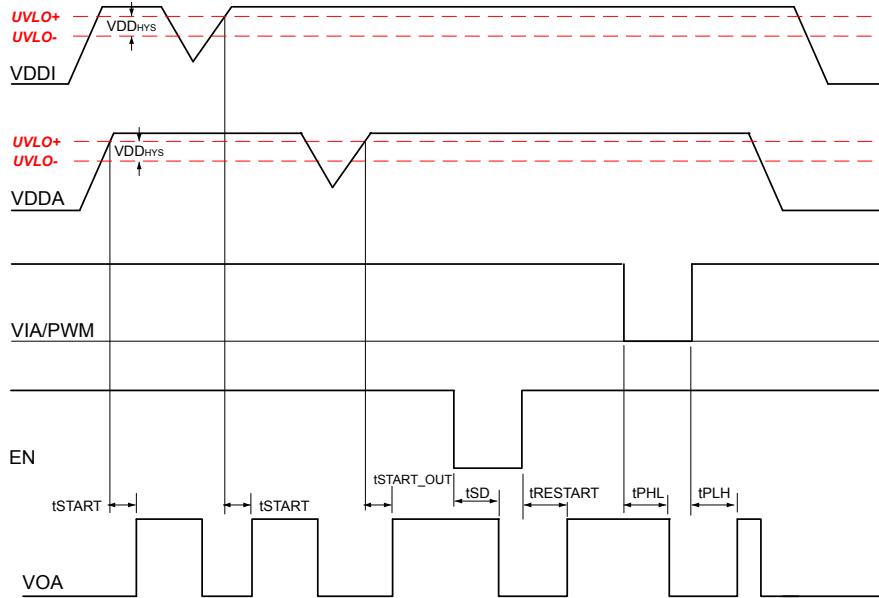 UVLO+
VDDHYS
UVLO-
VDDI
UVLO+
VDDHYS
UVLO-
VDDA
VIA/PWM
EN
tSTART
tSTART
tSTART_OUT
tSD
tRESTART
tPHL
tPLH
VOA